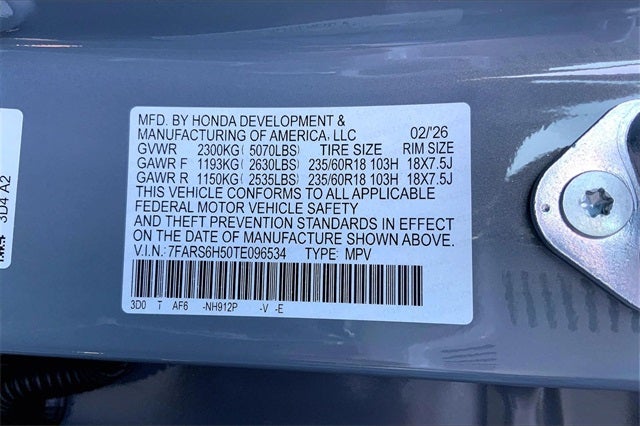 MFD. BY HONDA DEVELOPMENT &
MANUFACTURING OF AMERICA, LLC 02/'26
GVWR 2300KG( 5070LBS) TIRE SIZE RIM SIZE
GAWR F 1193KG( 2630LBS) 235/60R18 103H 18X7.5J
GAWR R 1150KG( 2535LBS) 235/60R18 103H 18X7.5J
THIS VEHICLE CONFORMS TO ALL APPLICABLE
FEDERAL MOTOR VEHICLE SAFETY
AND THEFT PREVENTION STANDARDS IN EFFECT
ON THE DATE OF MANUFACTURE SHOWN ABOVE.
V.I.N.: 7FARS6H50TE096534 TYPE: MPV
3D0 T AF6 -NH912P -V -E
3D4 A2